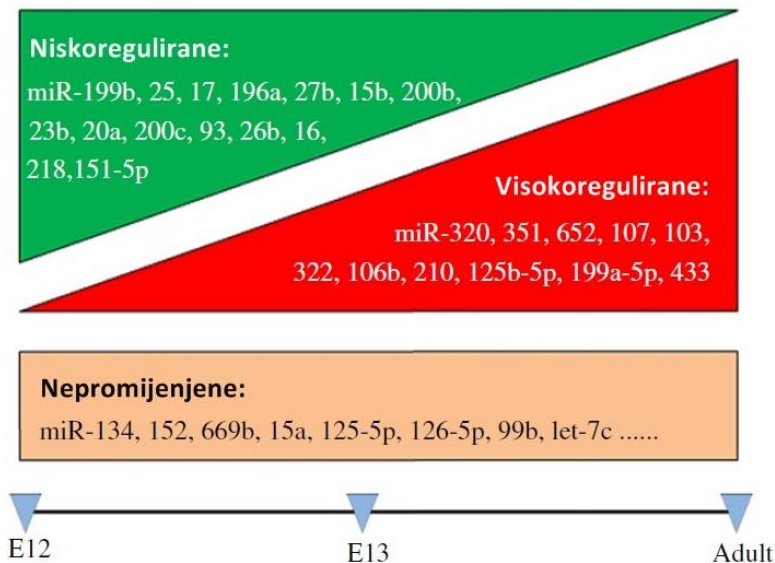 Niskoregulirane:
miR-199b, 25, 17, 196a, 27b, 15b, 200b,
23b, 20a, 200c, 93, 26b, 16,
218,151-5p
Visokoregulirane:
miR-320, 351, 652, 107, 103,
322, 106b, 210, 125b-5p, 199a-5p, 433
Nepromijenjene:
miR-134, 152, 669b, 15a, 125-5p, 126-5p, 99b, let-7c ......
E12
E13
Adult